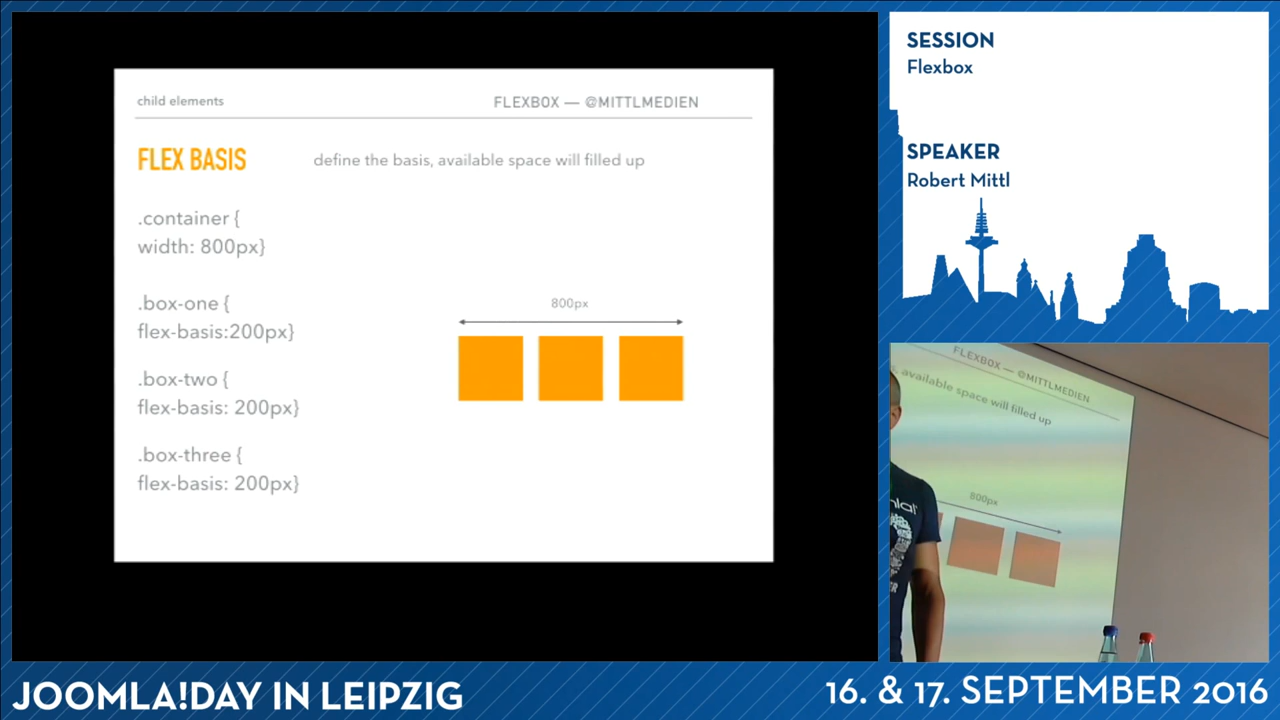 child elements
FLEXBOX — @MITTLMEDIEN
FLEX BASIS
define the basis, available space will filled up
.container {
width: 800px}
.box-one {
flex-basis:200px}
.box-two {
flex-basis: 200px}
.box-three {
flex-basis: 200px}
800px
SESSION
Flexbox
SPEAKER
Robert Mittl
FLEXBOX — @MITTLMEDIEN
, available space will filled up
800px
JOOMLA!DAY IN LEIPZIG
16. & 17. SEPTEMBER 2016